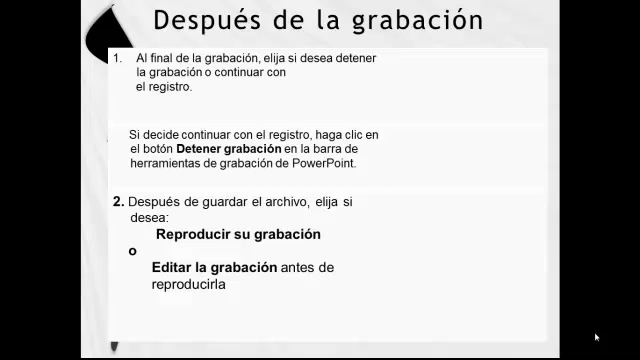 Después de la grabación
1. Al final de la grabación, elija si desea detener
la grabación o continuar con
el registro.
Si decide continuar con el registro, haga clic en
el botón Detener grabación en la barra de
herramientas de grabación de PowerPoint.
2. Después de guardar el archivo, elija si
desea:
Reproducir su grabación
o
Editar la grabación antes de
reproducirla